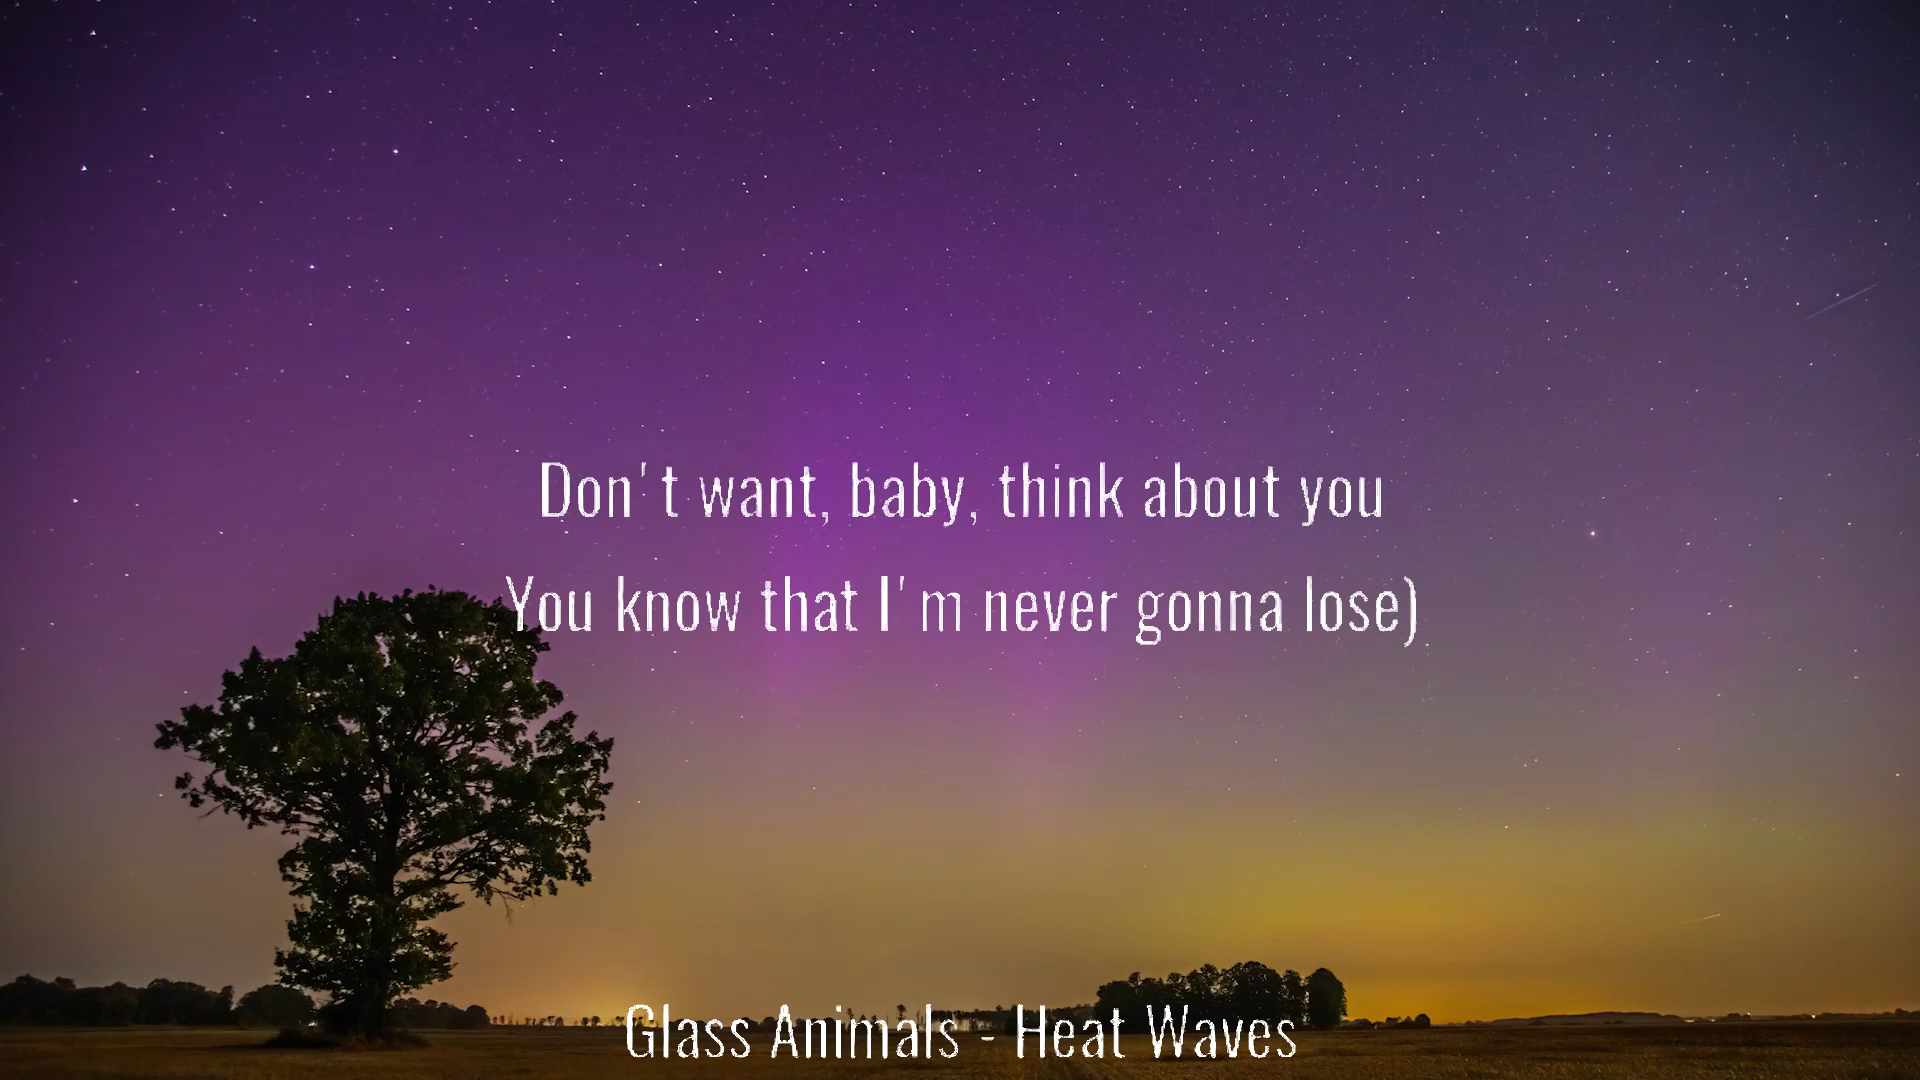 Don't want, baby, think about you
You know that I'm never gonna lose)
Glass Animals - Heat Waves